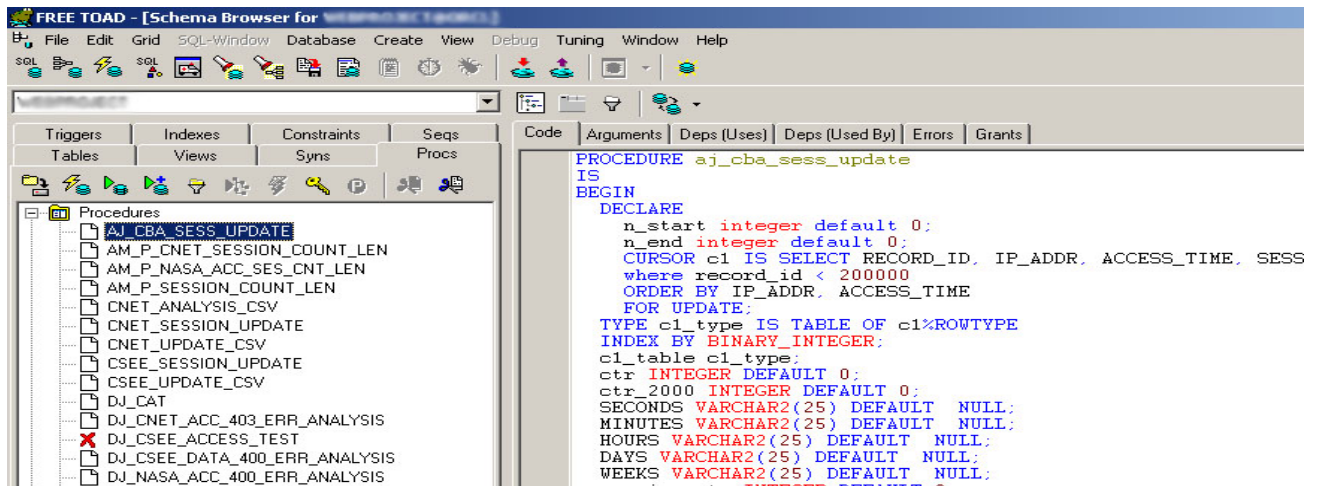 FREE TOAD - [Schema Browser for
File Edit Grid SQL-Window Database Create View Debug Tuning Window Help
SQL SQL
Triggers Indexes Constraints Seqs
Tables Views Syns Procs
Procedures
AJ_CBA_SESS_UPDATE
AM_P_CNET_SESSION_COUNT_LEN
AM_P_NASA_ACC_SES_CNT_LEN
AM_P_SESSION_COUNT_LEN
CNET_ANALYSIS_CSV
CNET_SESSION_UPDATE
CNET_UPDATE_CSV
CSEE_SESSION_UPDATE
CSEE_UPDATE_CSV
DJ_CAT
DJ_CNET_ACC_403_ERR_ANALYSIS
DJ_CSEE_ACCESS_TEST
DJ_CSEE_DATA_400_ERR_ANALYSIS
DJ_NASA_ACC_400_ERR_ANALYSIS
Code Arguments Deps (Uses) Deps (Used By) Errors Grants
PROCEDURE aj_cba_sess_update
IS
BEGIN
DECLARE
n_start integer default 0;
n_end integer default 0;
CURSOR c1 IS SELECT RECORD_ID, IP_ADDR, ACCESS_TIME, SESS
where record_id < 200000
ORDER BY IP_ADDR, ACCESS_TIME
FOR UPDATE;
TYPE c1_type IS TABLE OF c1%ROWTYPE
INDEX BY BINARY_INTEGER;
c1_table c1_type;
ctr INTEGER DEFAULT 0;
ctr_2000 INTEGER DEFAULT 0;
SECONDS VARCHAR2(25) DEFAULT NULL;
MINUTES VARCHAR2(25) DEFAULT NULL;
HOURS VARCHAR2(25) DEFAULT NULL;
DAYS VARCHAR2(25) DEFAULT NULL;
WEEKS VARCHAR2(25) DEFAULT NULL;